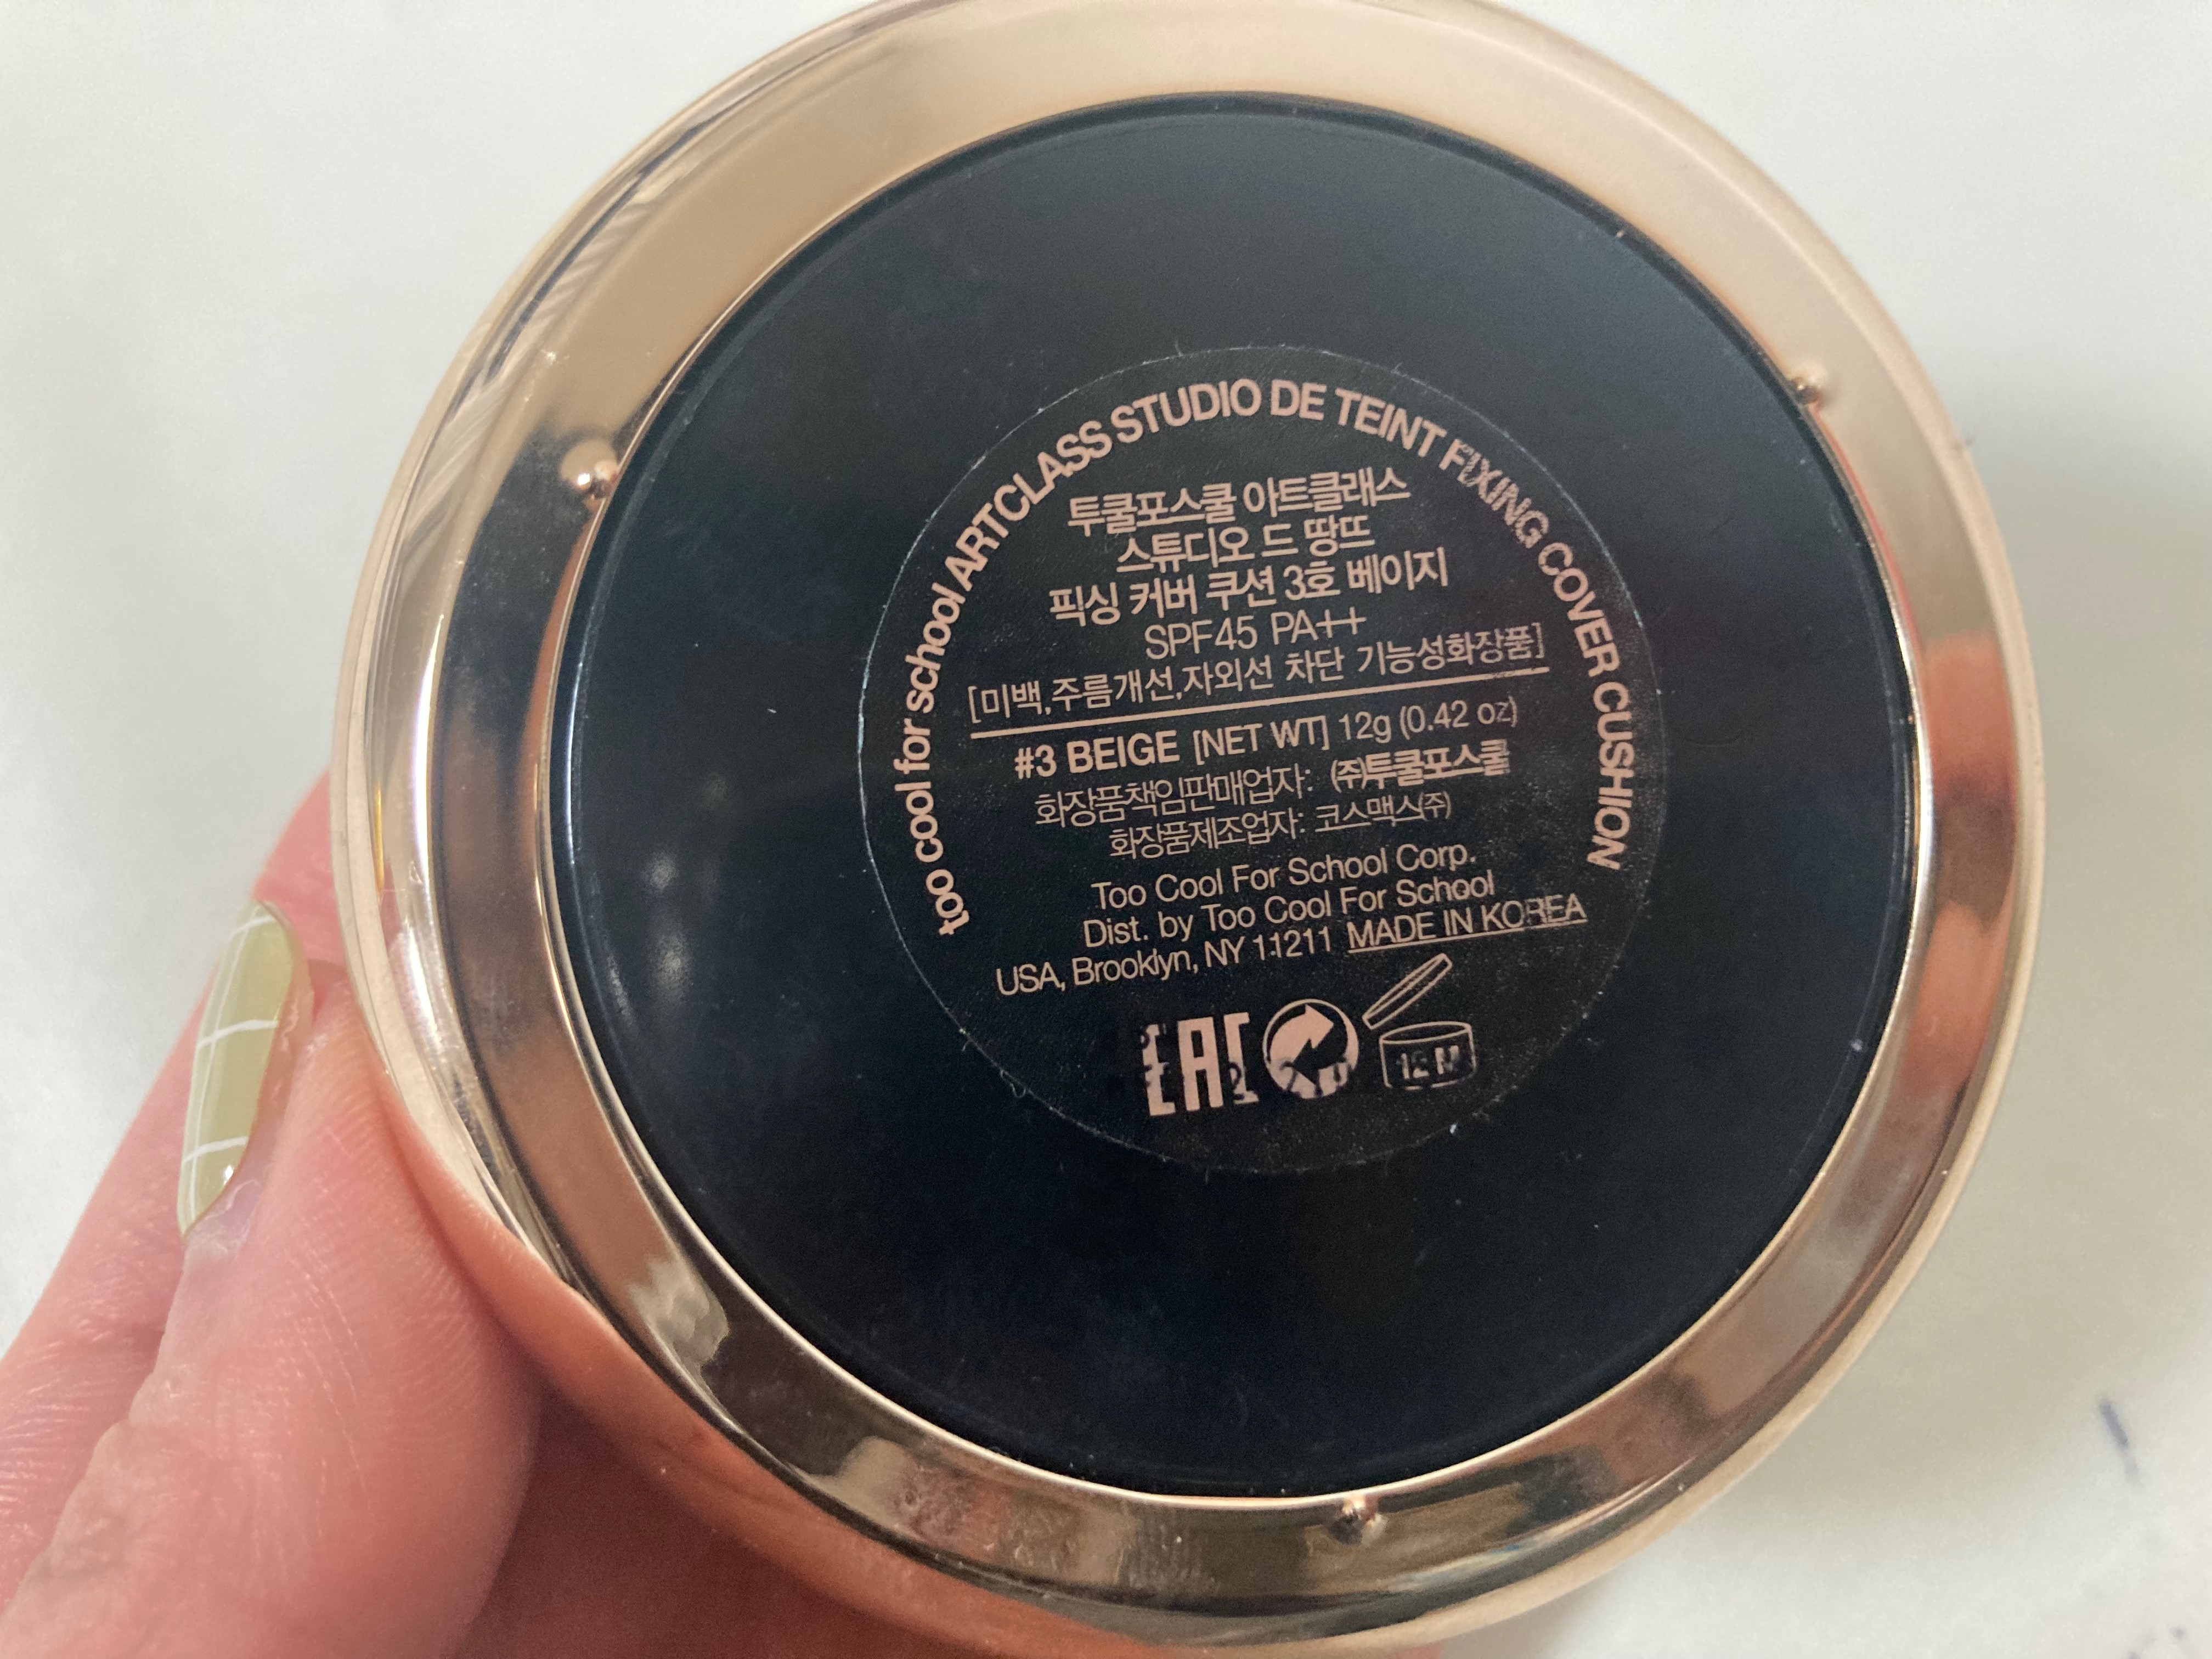 too cool for school ARTCLASS STUDIO DE TEINT FIXING COVER CUSHION
투쿨포스쿨 아트클래스
스튜디오 드 땅뜨
픽싱 커버 쿠션 3호 베이지
SPF45 PA++
[미백,주름개선,자외선 차단 기능성화장품]
#3 BEIGE [NET WT] 12g (0.42 oz)
화장품책임판매업자: (주)투쿨포스쿨
화장품제조업자: 코스맥스(주)
Too Cool For School Corp.
Dist. by Too Cool For School
USA, Brooklyn, NY 11211 MADE IN KOREA
EAC 12 M